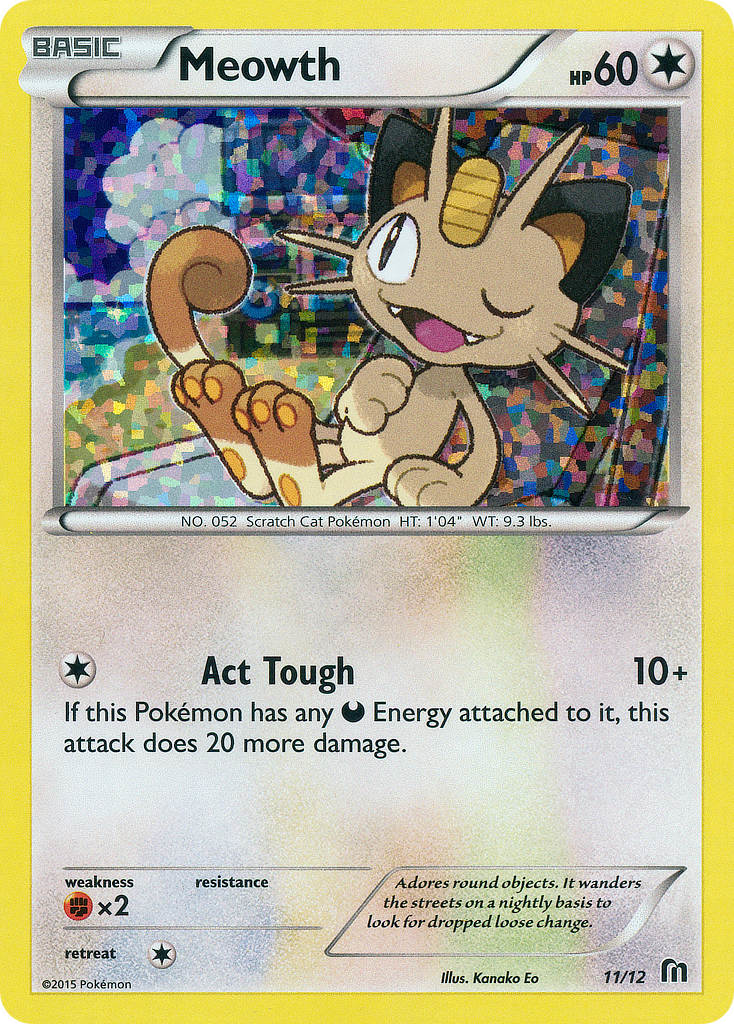 BASIC
Meowth
HP60
NO. 052 Scratch Cat Pokémon HT: 1'04" WT: 9.3 lbs.
Act Tough 10+
If this Pokémon has any Energy attached to it, this
attack does 20 more damage.
weakness resistance
×2
Adores round objects. It wanders
the streets on a nightly basis to
look for dropped loose change.
retreat
©2015 Pokémon
Illus. Kanako Eo
11/12 m